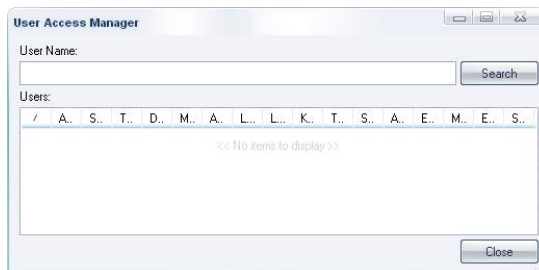 User Access Manager
User Name:
Search
Users:
/ A.. S.. T.. D.. M.. A.. L... L... K.. T.. S.. A.. E.. M.. E.. S..
<< No items to display >>
Close